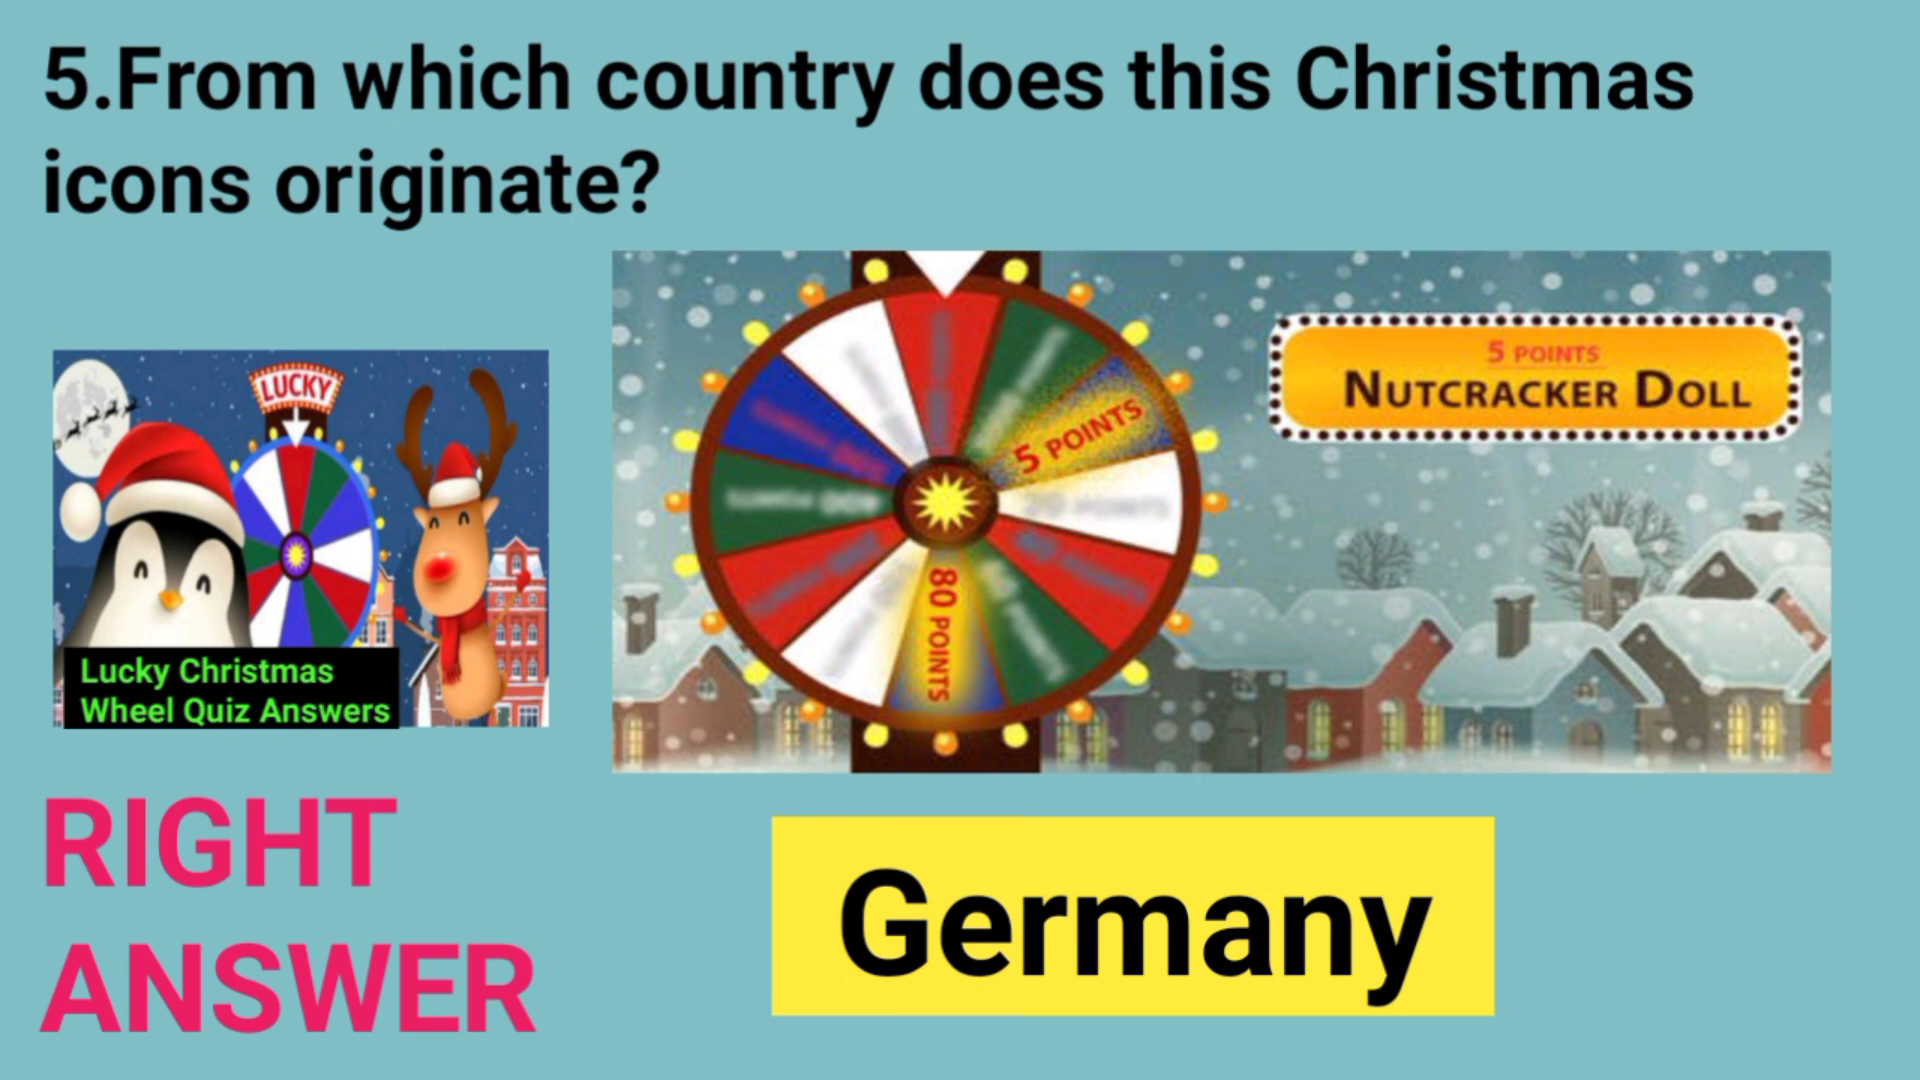 5.From which country does this Christmas
icons originate?
LUCKY
Lucky Christmas
Wheel Quiz Answers
5 POINTS
80 POINTS
5 POINTS
NUTCRACKER DOLL
RIGHT
ANSWER
Germany